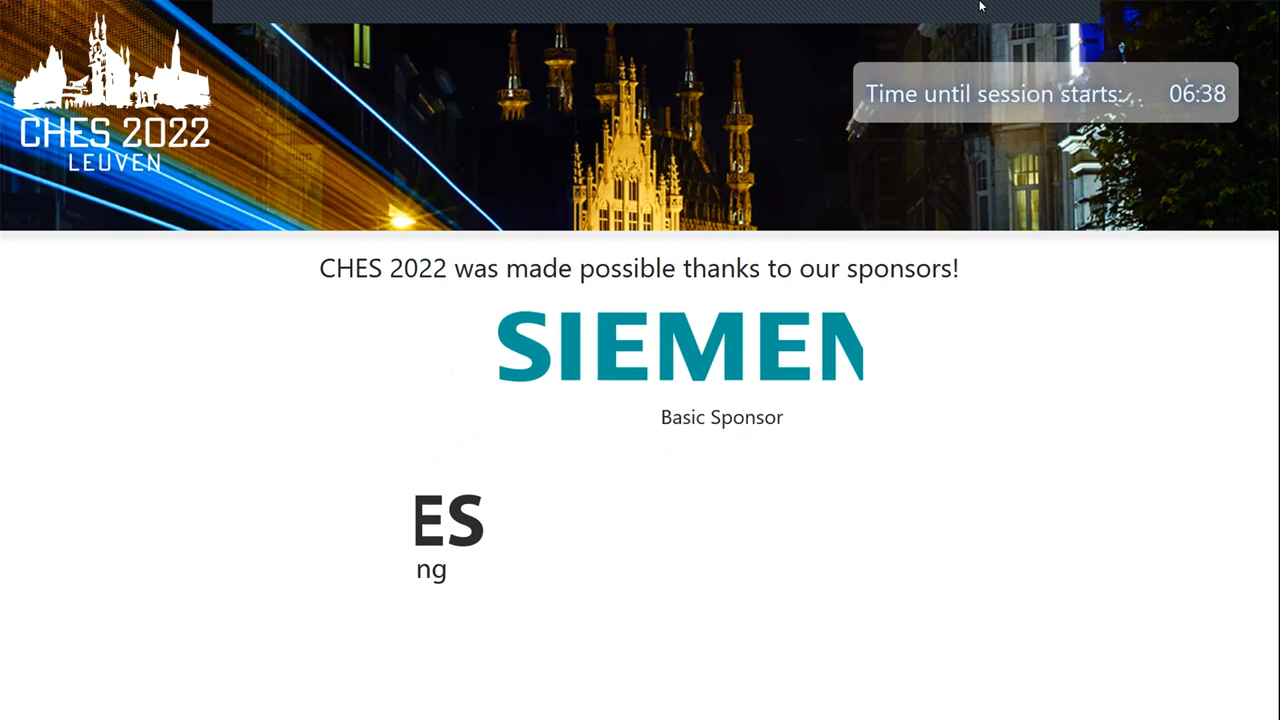 CHES 2022
LEUVEN
Time until session starts: 06:38
CHES 2022 was made possible thanks to our sponsors!
SIEMEN
Basic Sponsor
ES
ng